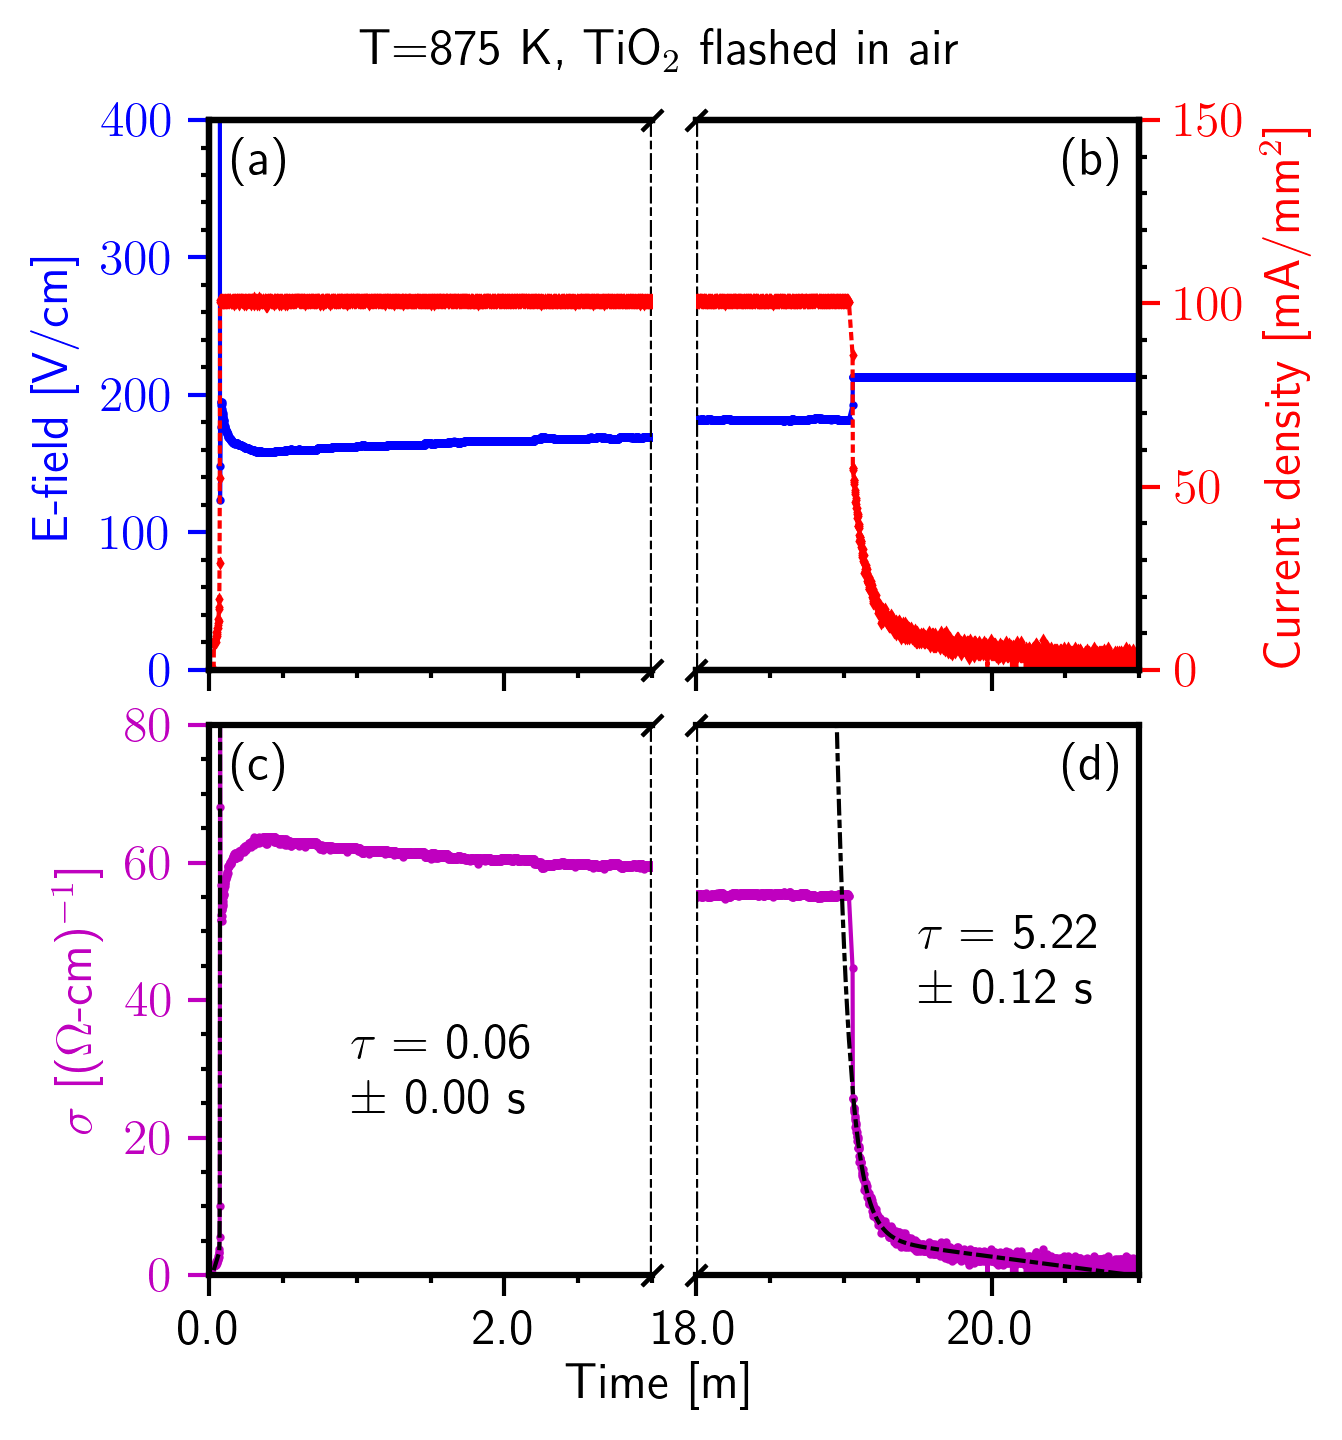 T=875 K, TiO₂ flashed in air
400
300
200
100
0
E-field [V/cm]
(a)
(b)
150
100
50
0
Current density [mA/mm²]
80
60
40
20
0
σ [(Ω-cm)⁻¹]
(c)
τ = 0.06
± 0.00 s
(d)
τ = 5.22
± 0.12 s
0.0 2.0 18.0 20.0
Time [m]